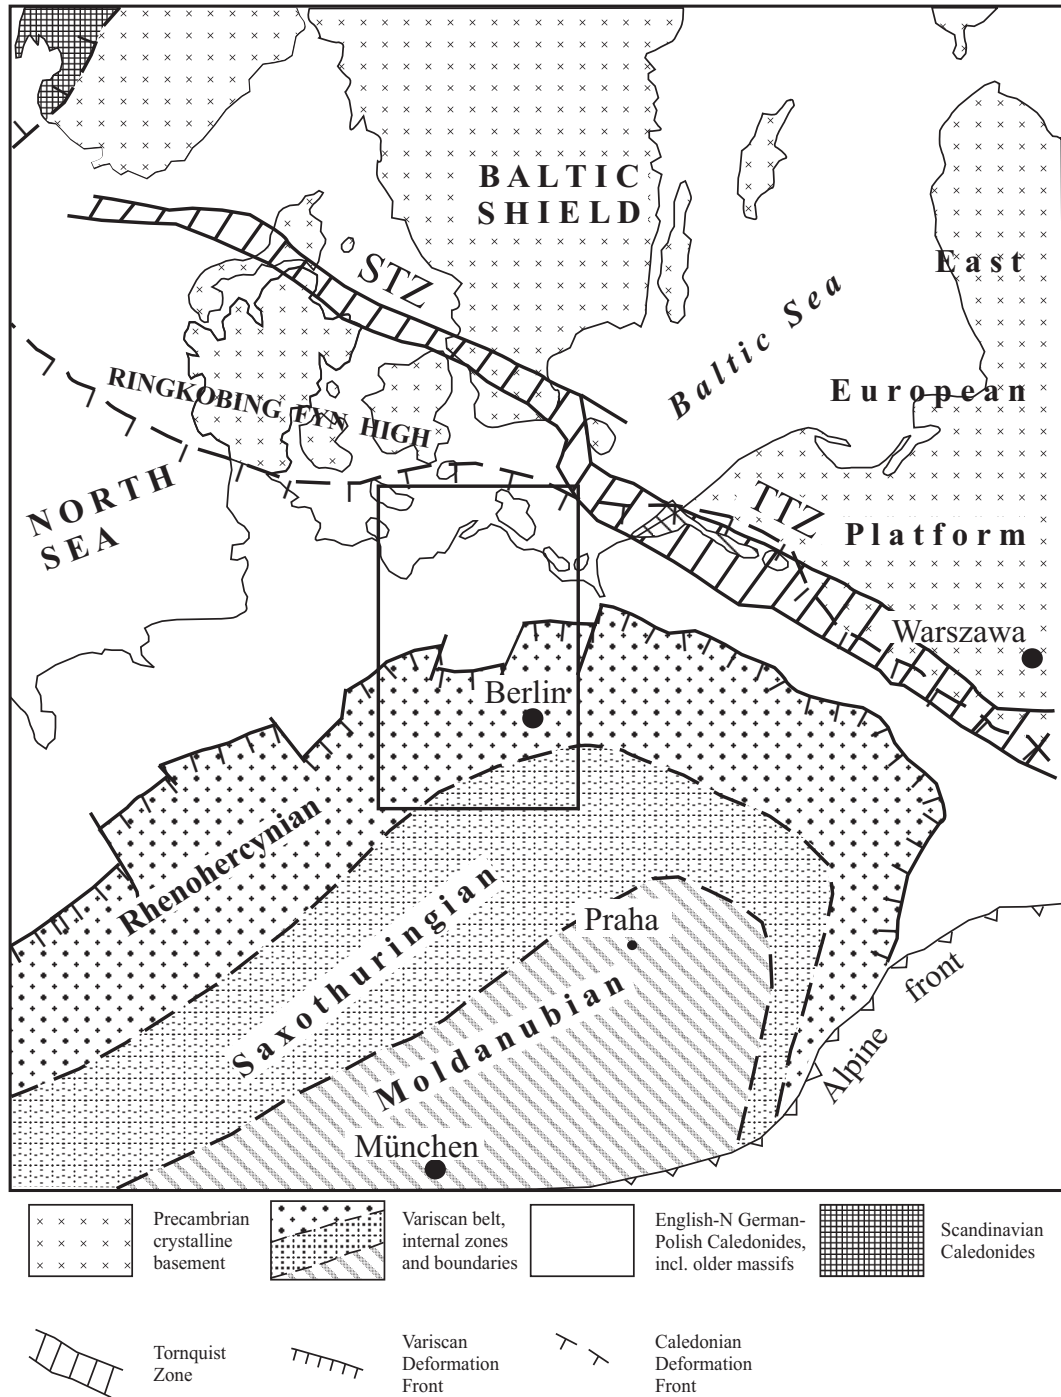 BALTIC
SHIELD
East
STZ
Baltic Sea
European
RINGKOBING FYN HIGH
NORTH
SEA
TTZ
Platform
Warszawa
Berlin
Rhenohercynian
Saxothuringian
Praha
Moldanubian
Alpine front
München
Precambrian
crystalline
basement
Variscan belt,
internal zones
and boundaries
English-N German-
Polish Caledonides,
incl. older massifs
Scandinavian
Caledonides
Tornquist
Zone
Variscan
Deformation
Front
Caledonian
Deformation
Front